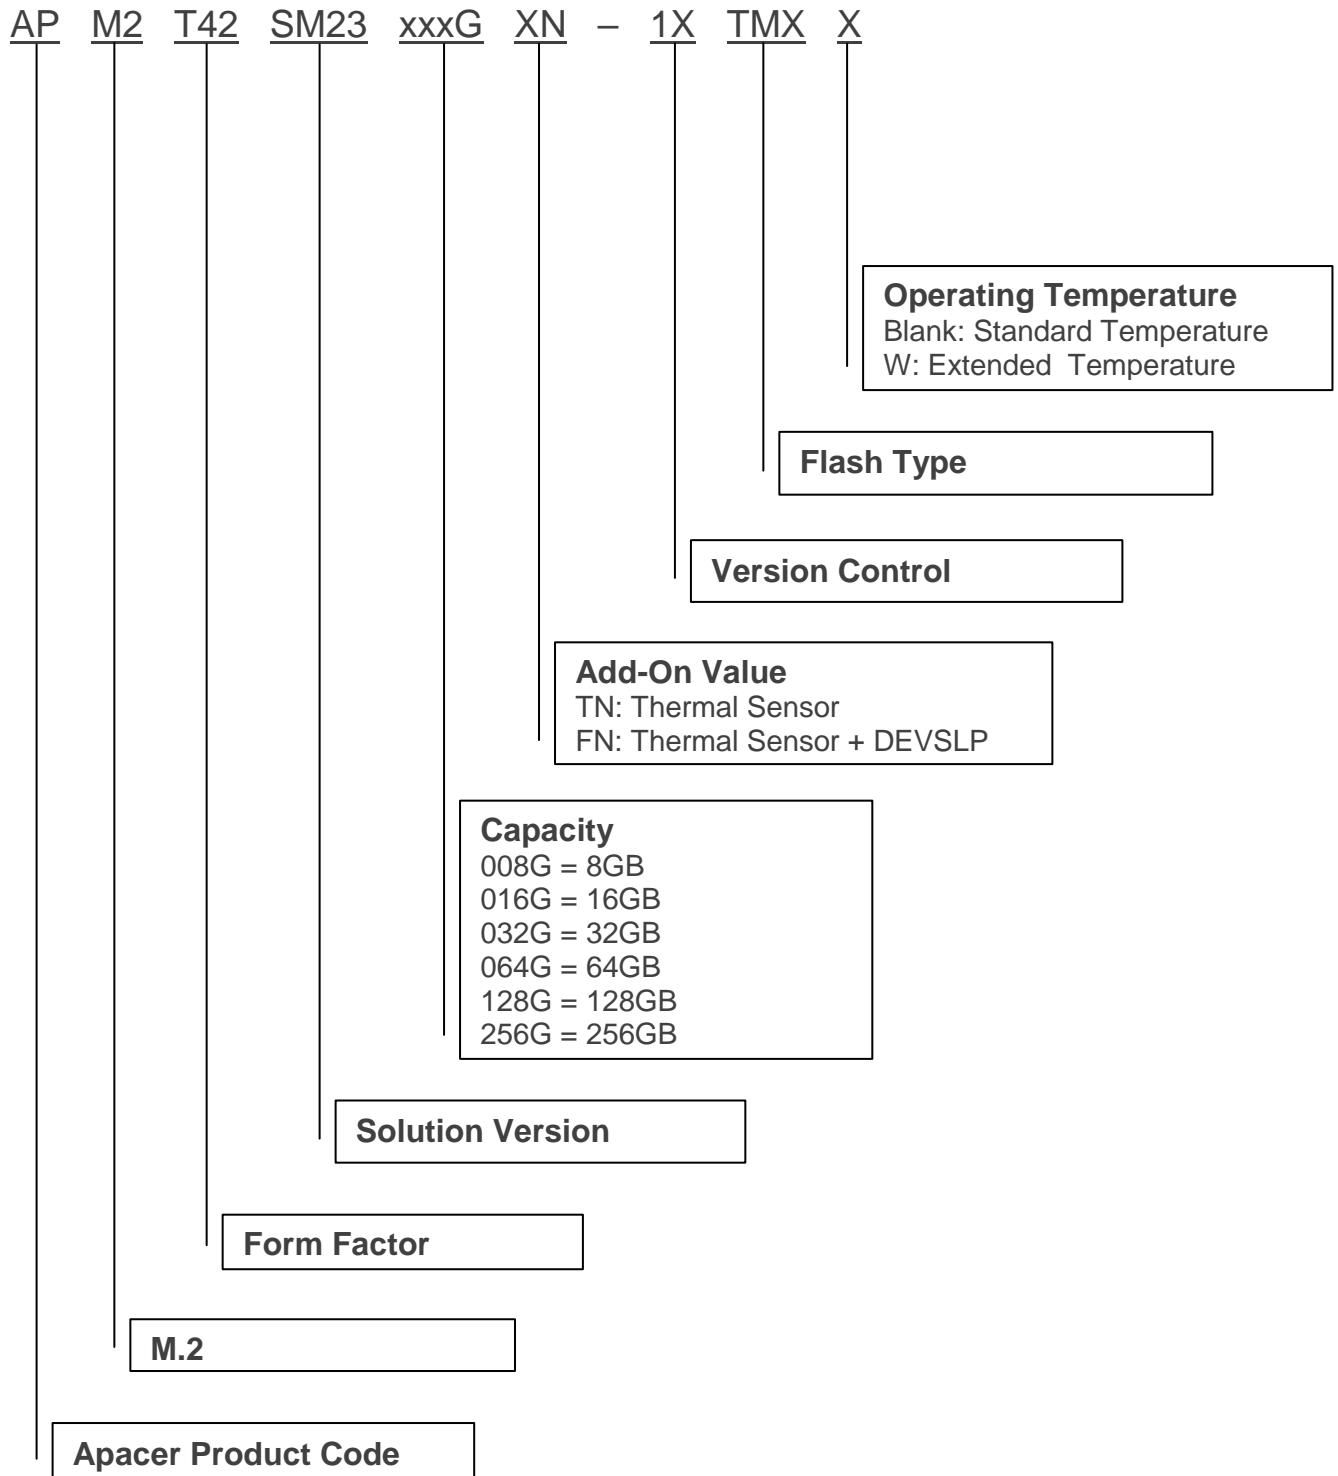 AP M2 T42 SM23 xxxG XN – 1X TMX X
Operating Temperature
Blank: Standard Temperature
W: Extended Temperature
Flash Type
Version Control
Add-On Value
TN: Thermal Sensor
FN: Thermal Sensor + DEVSLP
Capacity
008G = 8GB
016G = 16GB
032G = 32GB
064G = 64GB
128G = 128GB
256G = 256GB
Solution Version
Form Factor
M.2
Apacer Product Code